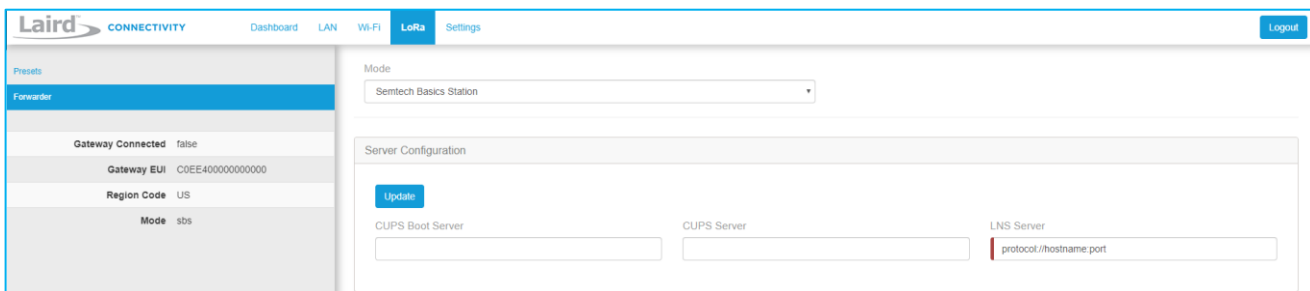 Laird CONNECTIVITY Dashboard LAN Wi-Fi LoRa Settings Logout
Presets
Forwarder
Gateway Connected false
Gateway EUI C0EE400000000000
Region Code US
Mode sbs
Mode
Semtech Basics Station
Server Configuration
Update
CUPS Boot Server CUPS Server LNS Server
protocol://hostname:port